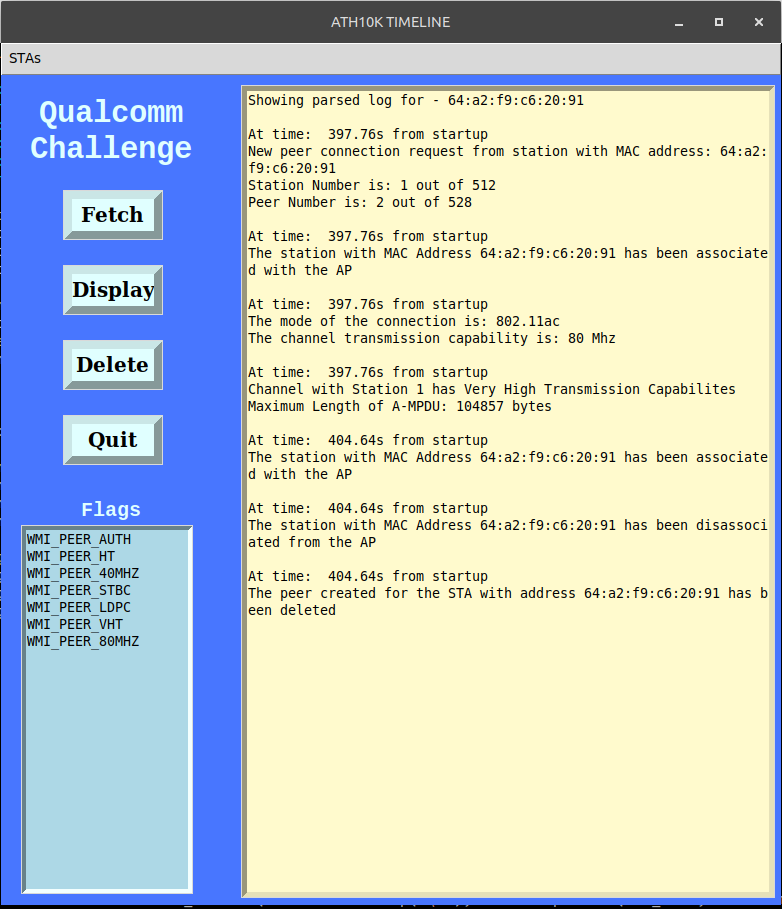 ATH10K TIMELINE
STAs
Qualcomm
Challenge
Fetch
Display
Delete
Quit
Flags
WMI_PEER_AUTH
WMI_PEER_HT
WMI_PEER_40MHZ
WMI_PEER_STBC
WMI_PEER_LDPC
WMI_PEER_VHT
WMI_PEER_80MHZ
Showing parsed log for - 64:a2:f9:c6:20:91
At time:  397.76s from startup
New peer connection request from station with MAC address: 64:a2:
f9:c6:20:91
Station Number is: 1 out of 512
Peer Number is: 2 out of 528
At time:  397.76s from startup
The station with MAC Address 64:a2:f9:c6:20:91 has been associate
d with the AP
At time:  397.76s from startup
The mode of the connection is: 802.11ac
The channel transmission capability is: 80 Mhz
At time:  397.76s from startup
Channel with Station 1 has Very High Transmission Capabilites
Maximum Length of A-MPDU: 104857 bytes
At time:  404.64s from startup
The station with MAC Address 64:a2:f9:c6:20:91 has been associate
d with the AP
At time:  404.64s from startup
The station with MAC Address 64:a2:f9:c6:20:91 has been disassoci
ated from the AP
At time:  404.64s from startup
The peer created for the STA with address 64:a2:f9:c6:20:91 has b
een deleted